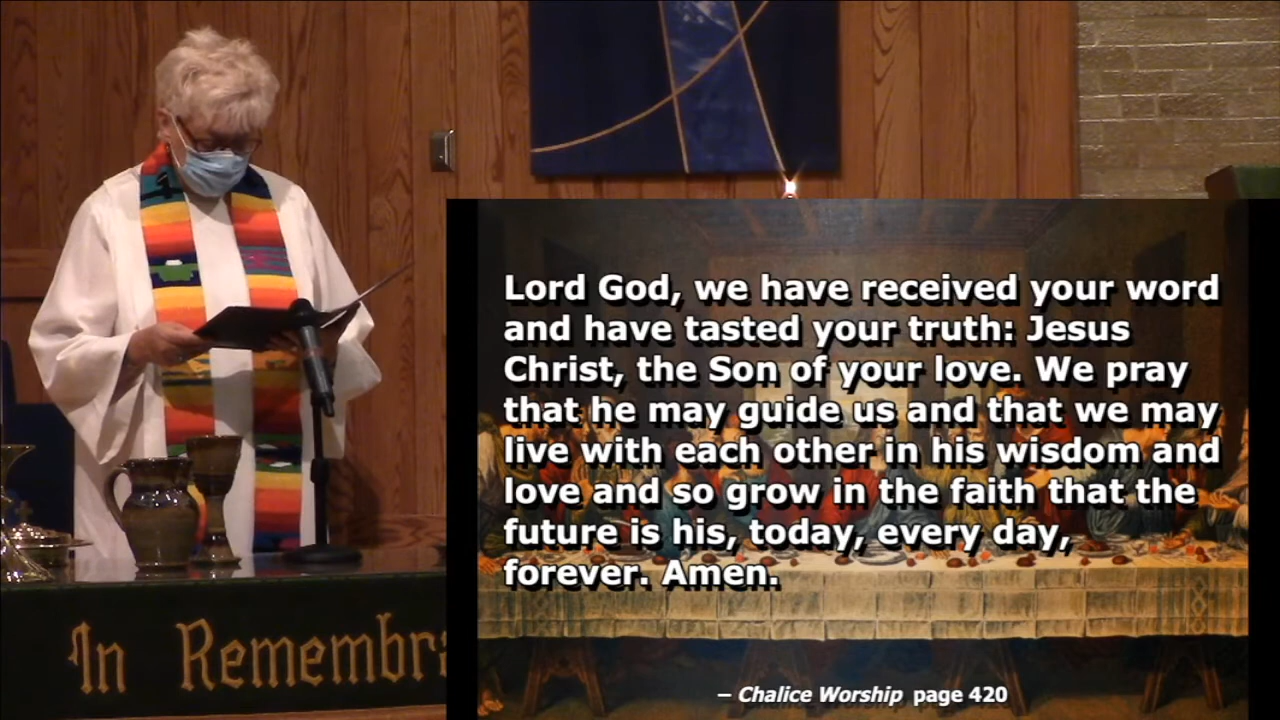 Lord God, we have received your word
and have tasted your truth: Jesus
Christ, the Son of your love. We pray
that he may guide us and that we may
live with each other in his wisdom and
love and so grow in the faith that the
future is his, today, every day,
forever. Amen.
– Chalice Worship page 420
In Remembra